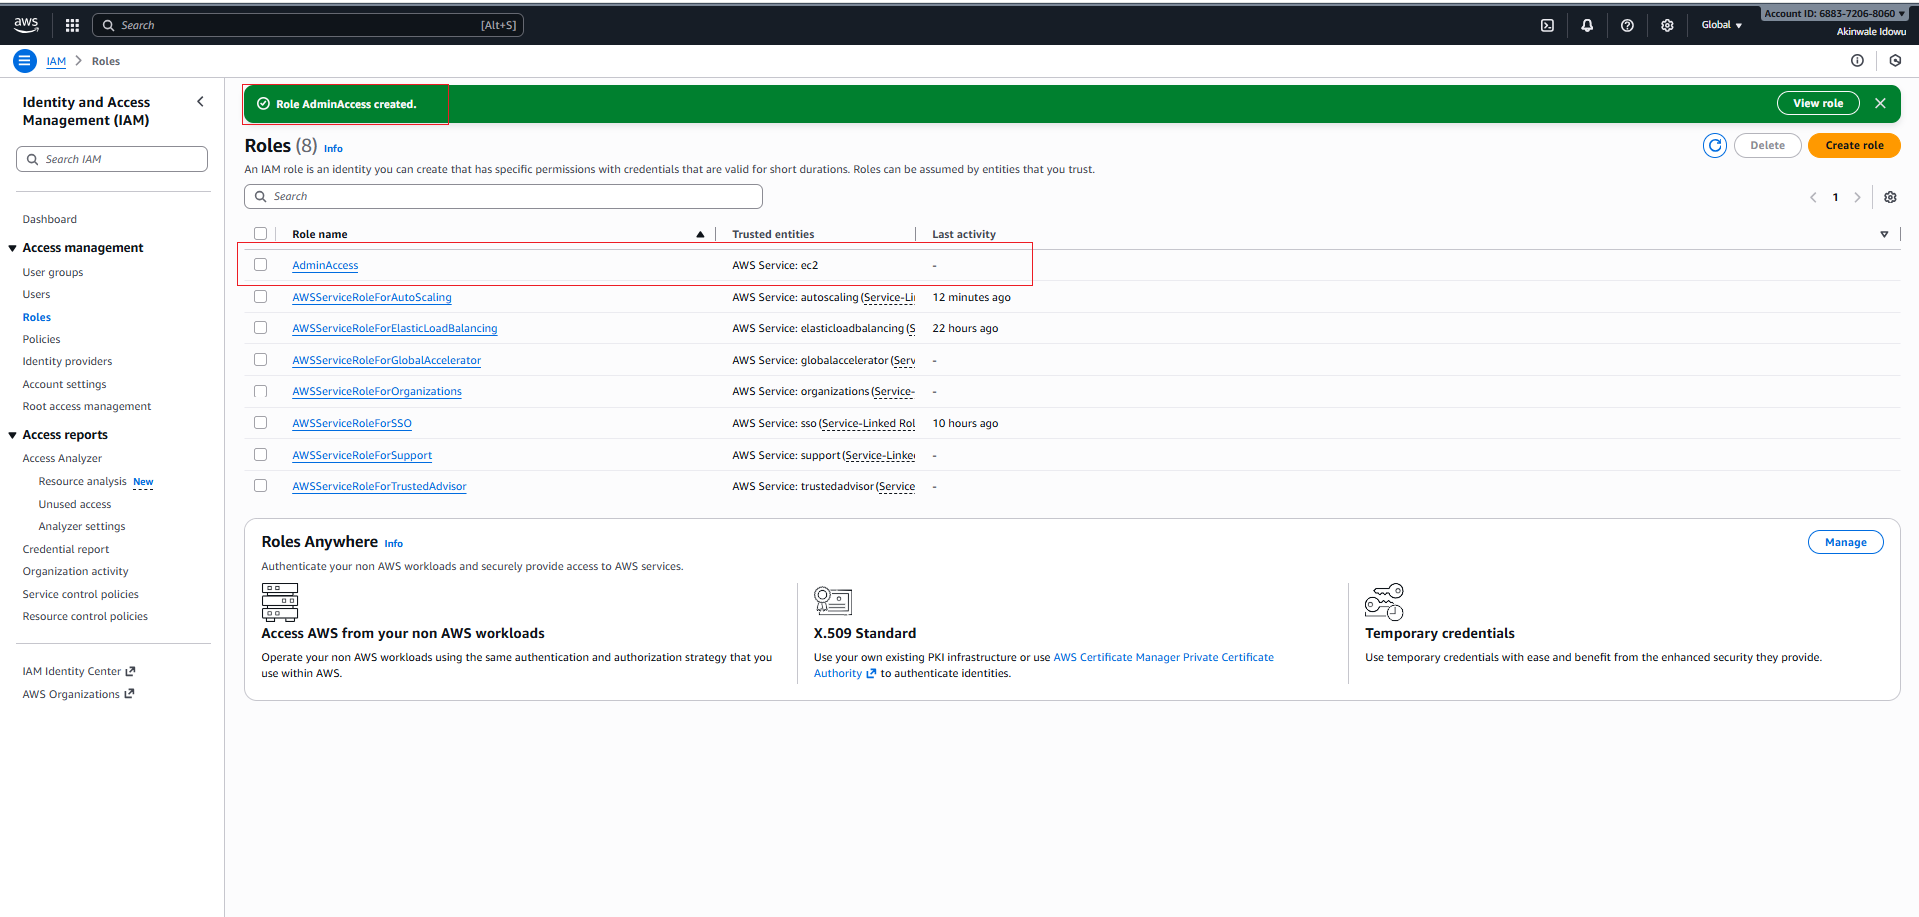 aws
Search
[Alt+S]
Global
Account ID: 6883-7206-8060
Akinwale Idowu
IAM
Roles
Identity and Access
Management (IAM)
Search IAM
Dashboard
Access management
User groups
Users
Roles
Policies
Identity providers
Account settings
Root access management
Access reports
Access Analyzer
Resource analysis New
Unused access
Analyzer settings
Credential report
Organization activity
Service control policies
Resource control policies
IAM Identity Center
AWS Organizations
Role AdminAccess created.
View role
Roles (8) Info
Delete
Create role
An IAM role is an identity you can create that has specific permissions with credentials that are valid for short durations. Roles can be assumed by entities that you trust.
Search
1
Role name Trusted entities Last activity
AdminAccess AWS Service: ec2 -
AWSServiceRoleForAutoScaling AWS Service: autoscaling (Service-Li 12 minutes ago
AWSServiceRoleForElasticLoadBalancing AWS Service: elasticloadbalancing (S 22 hours ago
AWSServiceRoleForGlobalAccelerator AWS Service: globalaccelerator (Serv -
AWSServiceRoleForOrganizations AWS Service: organizations (Service- -
AWSServiceRoleForSSO AWS Service: sso (Service-Linked Rol 10 hours ago
AWSServiceRoleForSupport AWS Service: support (Service-Linke -
AWSServiceRoleForTrustedAdvisor AWS Service: trustedadvisor (Service -
Roles Anywhere Info
Manage
Authenticate your non AWS workloads and securely provide access to AWS services.
Access AWS from your non AWS workloads
Operate your non AWS workloads using the same authentication and authorization strategy that you
use within AWS.
X.509 Standard
Use your own existing PKI infrastructure or use AWS Certificate Manager Private Certificate
Authority to authenticate identities.
Temporary credentials
Use temporary credentials with ease and benefit from the enhanced security they provide.